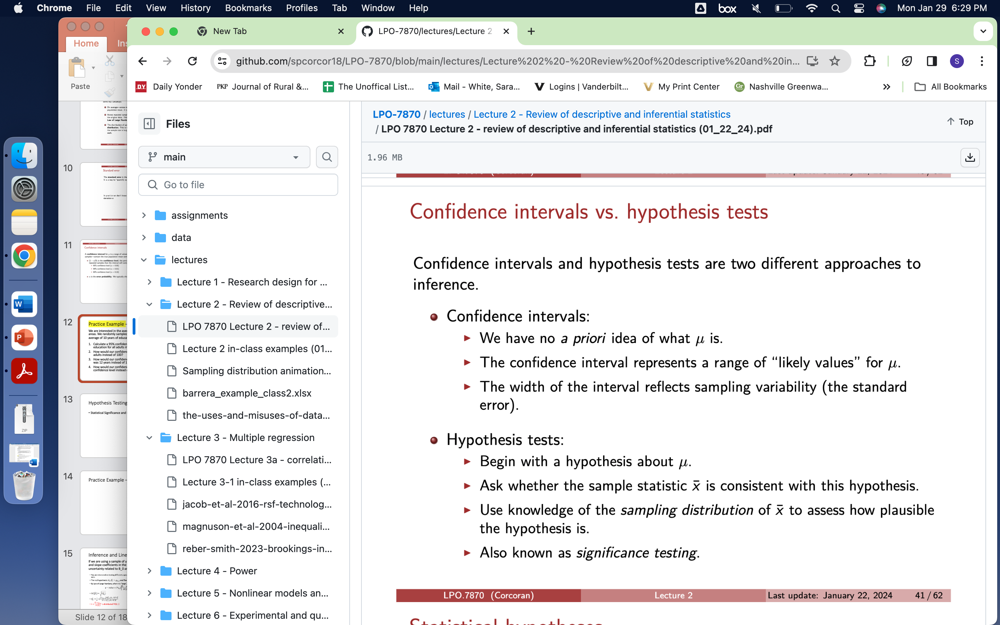 Chrome File Edit View History Bookmarks Profiles Tab Window Help box Mon Jan 29 6:29 PM
New Tab
LPO-7870/lectures/Lecture 2
Home
Paste
github.com/spcorcor18/LPO-7870/blob/main/lectures/Lecture%202%20-%20Review%20of%20descriptive%20and%20in...
S
DY Daily Yonder PKP Journal of Rural &... The Unoffical List... Mail - White, Sara... Logins | Vanderbilt... My Print Center Gr Nashville Greenwa... » All Bookmarks
10
Standard error
11
Confidence intervals
12
Practice Example -
13
Hypothesis Testing
• Statistical Significance and
14
Practice Example -
15
Inference and Line
Slide 12 of 18
ZIP
Files
main
Go to file
assignments
data
lectures
Lecture 1 - Research design for ...
Lecture 2 - Review of descriptive...
LPO 7870 Lecture 2 - review of...
Lecture 2 in-class examples (01...
Sampling distribution animation...
barrera_example_class2.xlsx
the-uses-and-misuses-of-data...
Lecture 3 - Multiple regression
LPO 7870 Lecture 3a - correlati...
Lecture 3-1 in-class examples (...
jacob-et-al-2016-rsf-technolog...
magnuson-et-al-2004-inequali...
reber-smith-2023-brookings-in...
Lecture 4 - Power
Lecture 5 - Nonlinear models an...
Lecture 6 - Experimental and qu...
LPO-7870 / lectures / Lecture 2 - Review of descriptive and inferential statistics
/ LPO 7870 Lecture 2 - review of descriptive and inferential statistics (01_22_24).pdf
Top
1.96 MB
Confidence intervals vs. hypothesis tests
Confidence intervals and hypothesis tests are two different approaches to
inference.
Confidence intervals:
We have no a priori idea of what μ is.
The confidence interval represents a range of “likely values” for μ.
The width of the interval reflects sampling variability (the standard
error).
Hypothesis tests:
Begin with a hypothesis about μ.
Ask whether the sample statistic x̄ is consistent with this hypothesis.
Use knowledge of the sampling distribution of x̄ to assess how plausible
the hypothesis is.
Also known as significance testing.
LPO.7870 (Corcoran) Lecture 2 Last update: January 22, 2024 41 / 62
Statistical hypotheses